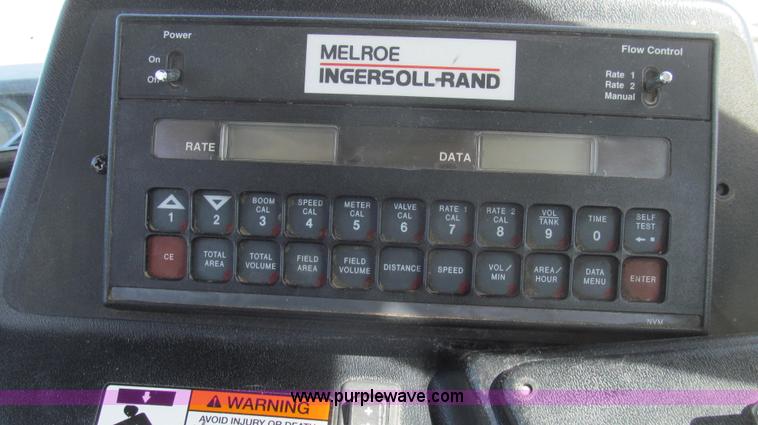 Power
On
Off
MELROE
INGERSOLL-RAND
Flow Control
Rate 1
Rate 2
Manual
RATE
DATA
1
2
BOOM CAL 3
SPEED CAL 4
METER CAL 5
VALVE CAL 6
RATE 1 CAL 7
RATE 2 CAL 8
VOL TANK 9
TIME 0
SELF TEST
CE
TOTAL AREA
TOTAL VOLUME
FIELD AREA
FIELD VOLUME
DISTANCE
SPEED
VOL/ MIN
AREA/ HOUR
DATA MENU
ENTER
NVM
WARNING
AVOID INJURY OR DEATH
www.purplewave.com